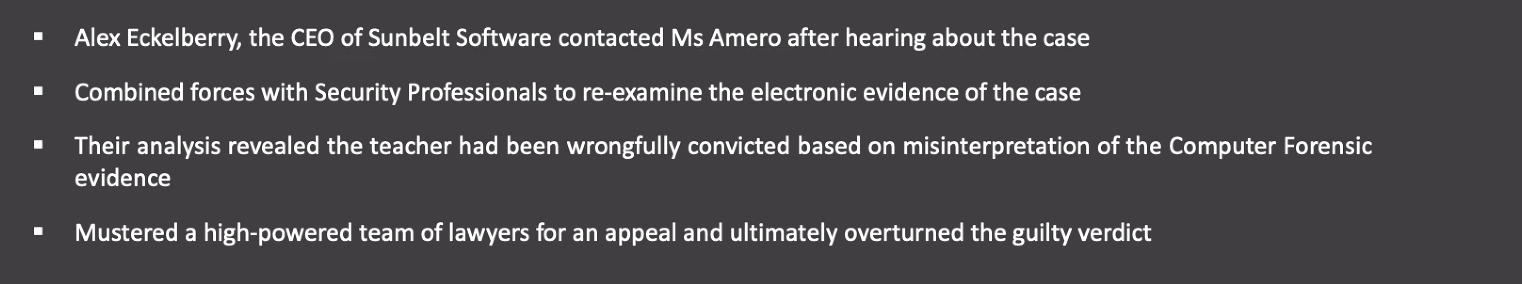 ▪ Alex Eckelberry, the CEO of Sunbelt Software contacted Ms Amero after hearing about the case
▪ Combined forces with Security Professionals to re-examine the electronic evidence of the case
▪ Their analysis revealed the teacher had been wrongfully convicted based on misinterpretation of the Computer Forensic
evidence
▪ Mustered a high-powered team of lawyers for an appeal and ultimately overturned the guilty verdict